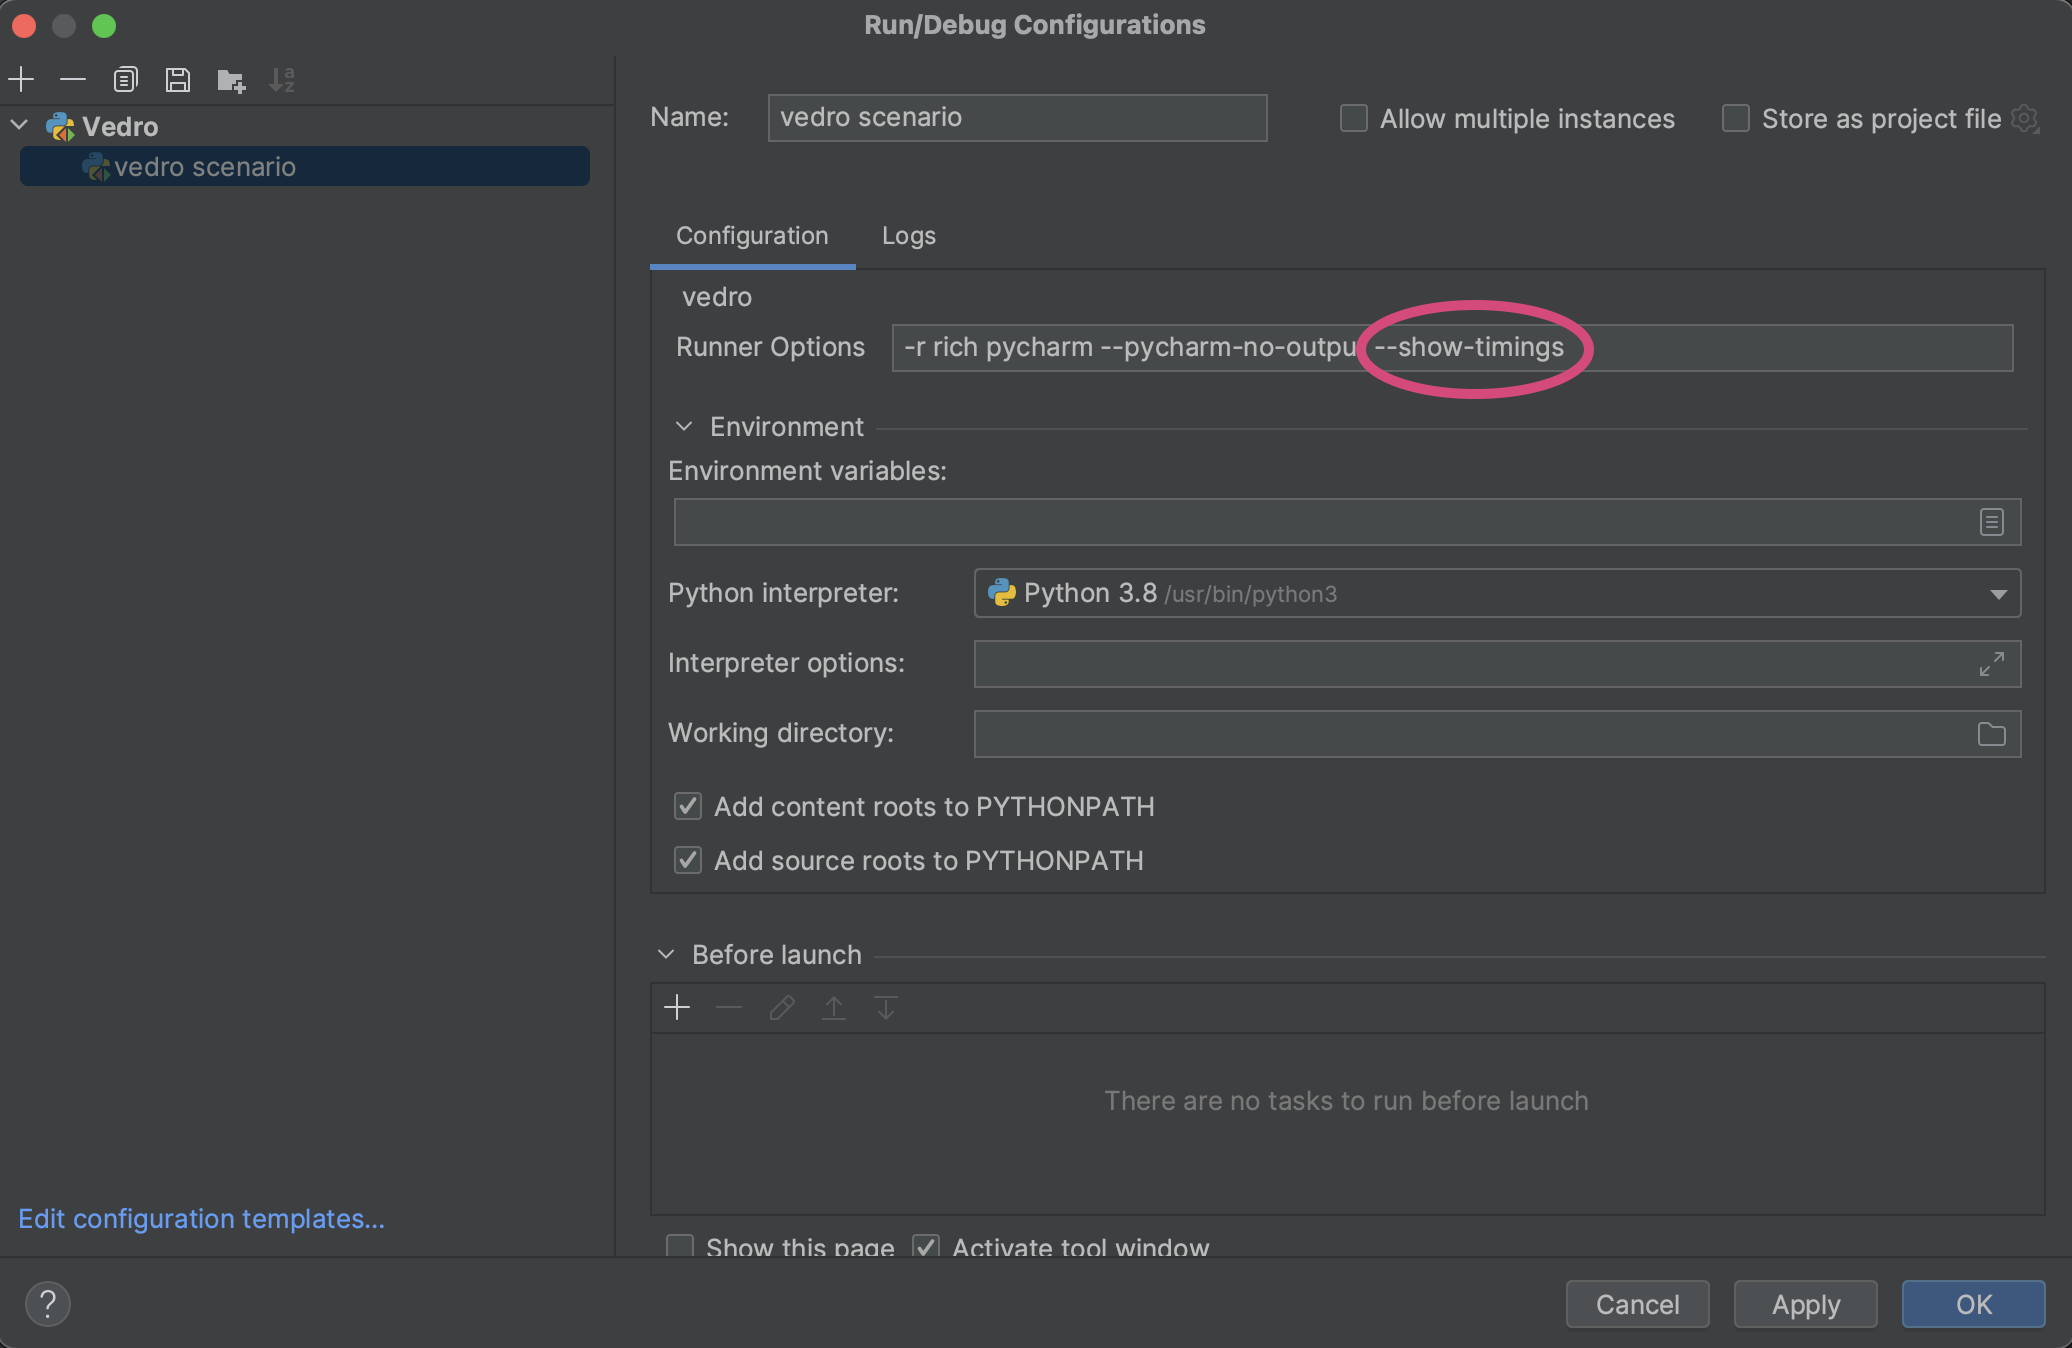 Run/Debug Configurations
Vedro
vedro scenario
Edit configuration templates...
Name: vedro scenario Allow multiple instances Store as project file
Configuration Logs
vedro
Runner Options -r rich pycharm --pycharm-no-outpu --show-timings
Environment
Environment variables:
Python interpreter: Python 3.8 /usr/bin/python3
Interpreter options:
Working directory:
Add content roots to PYTHONPATH
Add source roots to PYTHONPATH
Before launch
There are no tasks to run before launch
Show this page Activate tool window
? Cancel Apply OK